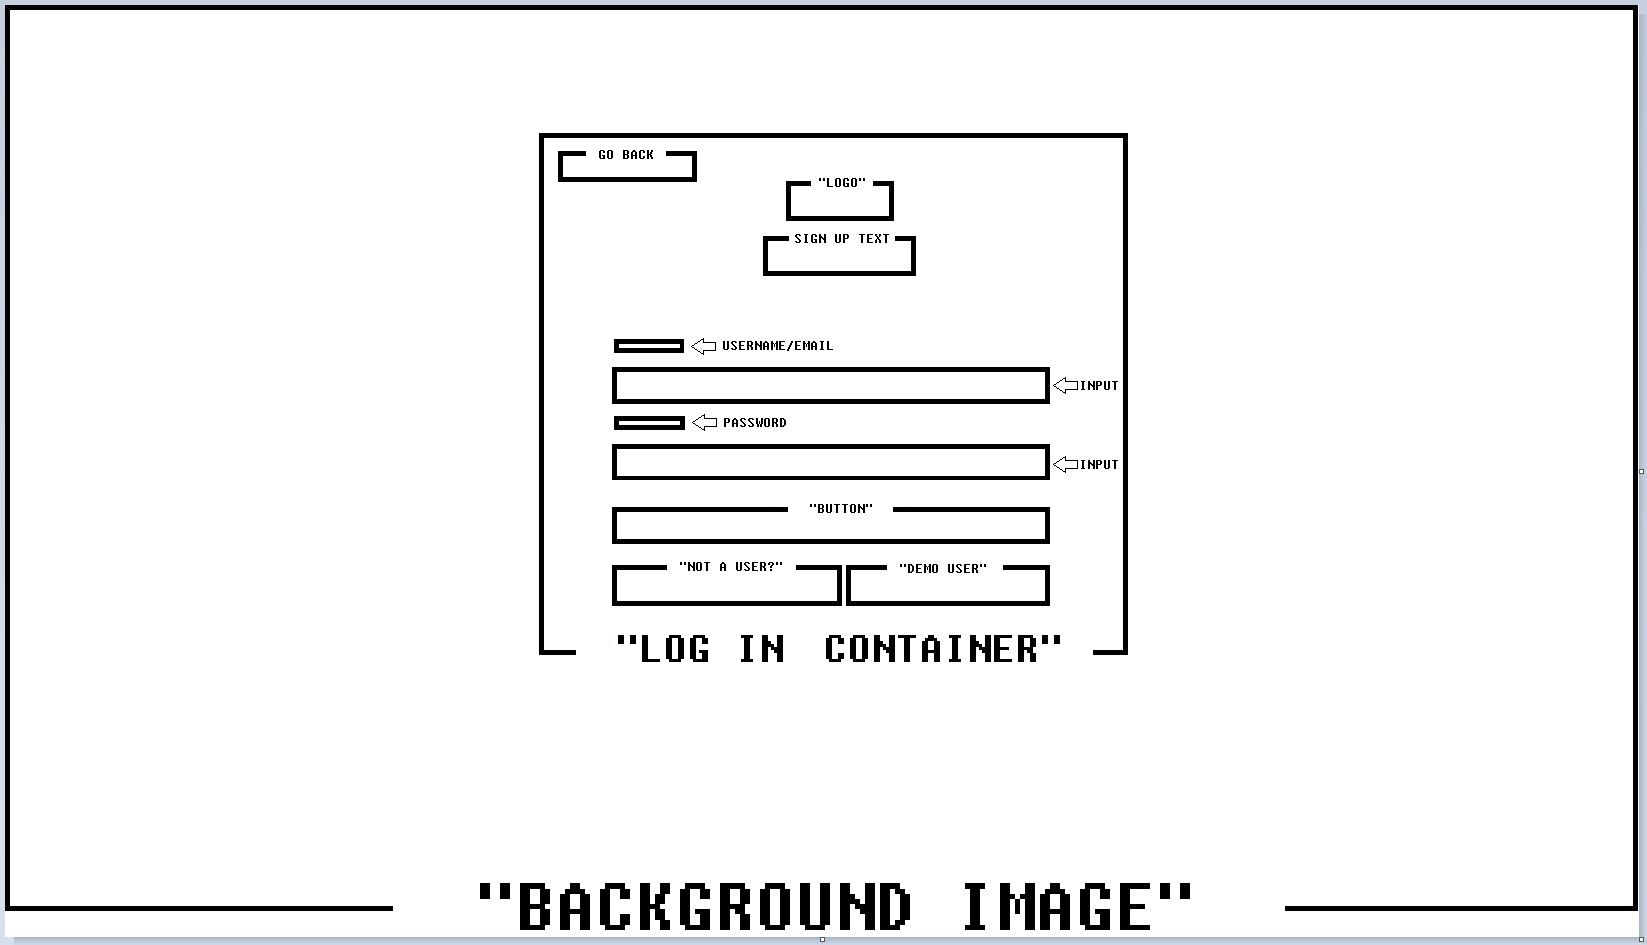 GO BACK
"LOGO"
SIGN UP TEXT
USERNAME/EMAIL
INPUT
PASSWORD
INPUT
"BUTTON"
"NOT A USER?"
"DEMO USER"
"LOG IN CONTAINER"
"BACKGROUND IMAGE"